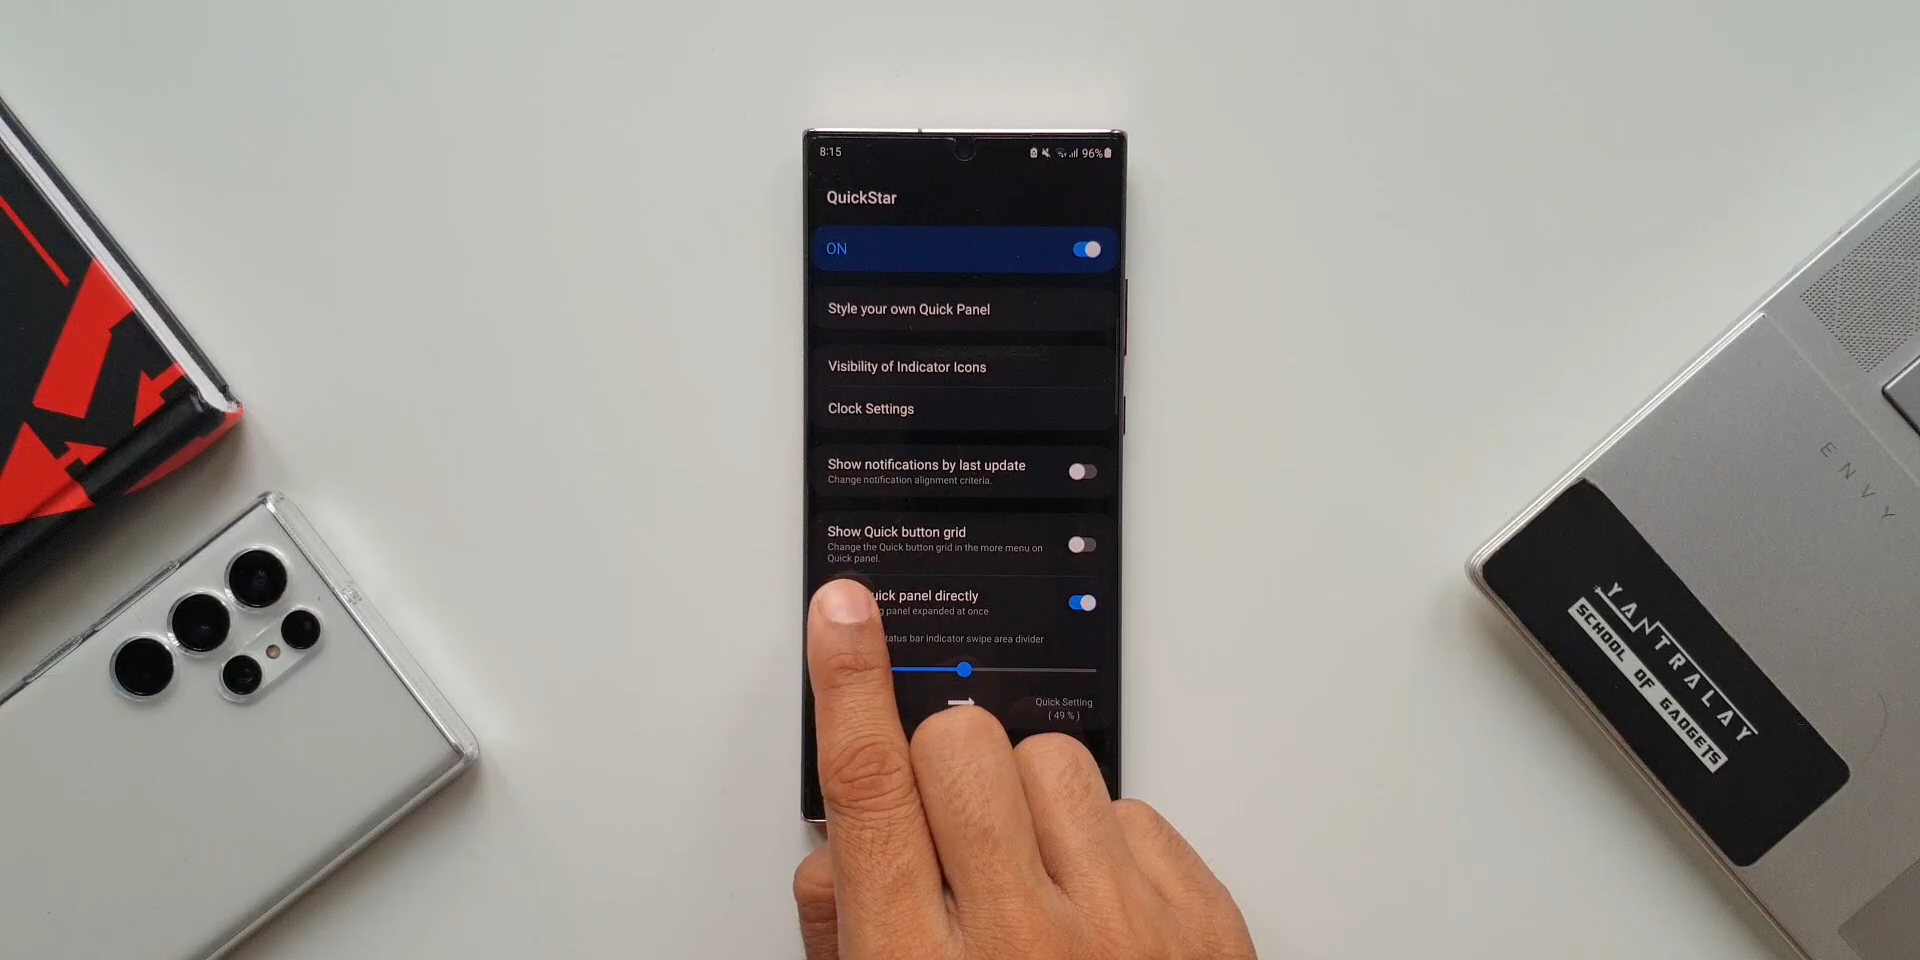 8:15
96%
QuickStar
ON
Style your own Quick Panel
Visibility of Indicator Icons
Clock Settings
Show notifications by last update
Change notification alignment criteria.
Show Quick button grid
Change the Quick button grid in the more menu on
Quick panel.
panel directly
panel expanded at once
bar indicator swipe area divider
Quick Setting
( 49 % )
ENVY
YANTRALAY
SCHOOL OF GADGETS